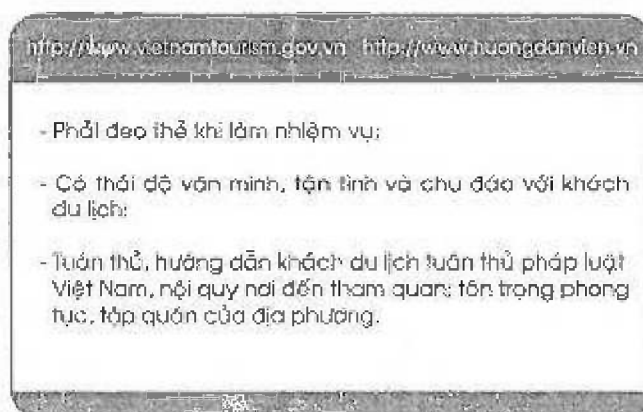 http://www.vietnamtourism.gov.vn http://www.huongdanvien.vn
- Phải đeo thẻ khi làm nhiệm vụ;
- Có thái độ văn minh, tận tình và chu đáo với khách
du lịch;
- Tuân thủ, hướng dẫn khách du lịch tuân thủ pháp luật
Việt Nam, nội quy nơi đến tham quan; tôn trọng phong
tục, tập quán của địa phương.